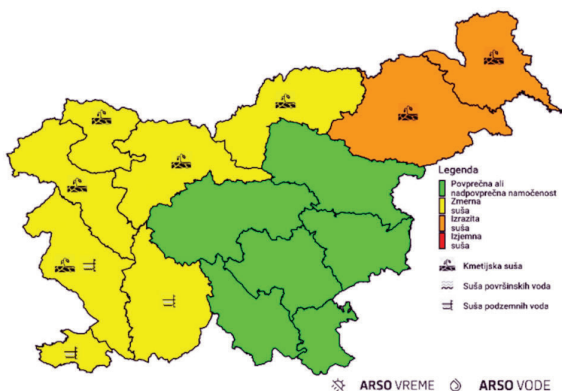 Legenda
Povprečna ali
nadpovprečna namočenost
Zmerna
suša
Izrazita
suša
Izjemna
suša
Kmetijska suša
Suša površinskih voda
Suša podzemnih voda
ARSO VREME
ARSO VODE